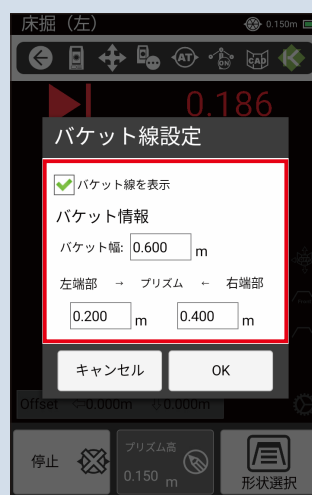 床掘（左）
0.150m
AT
ON
CAD
0.186
バケット線設定
バケット線を表示
バケット情報
バケット幅: 0.600 m
左端部 → プリズム ← 右端部
0.200 m 0.400 m
キャンセル OK
Offset ⇔0.000m ⇕0.000m
停止
プリズム高
0.150 m
形状選択